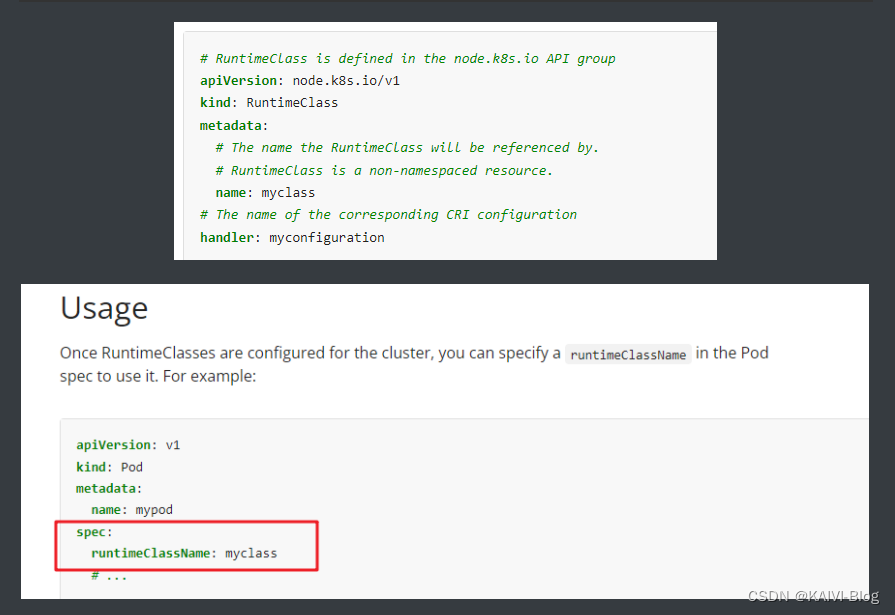 # RuntimeClass is defined in the node.k8s.io API group
apiVersion: node.k8s.io/v1
kind: RuntimeClass
metadata:
  # The name the RuntimeClass will be referenced by.
  # RuntimeClass is a non-namespaced resource.
  name: myclass
# The name of the corresponding CRI configuration
handler: myconfiguration
Usage
Once RuntimeClasses are configured for the cluster, you can specify a runtimeClassName in the Pod
spec to use it. For example:
apiVersion: v1
kind: Pod
metadata:
  name: mypod
spec:
  runtimeClassName: myclass
  # ...
CSDN @KAIVI-Blog